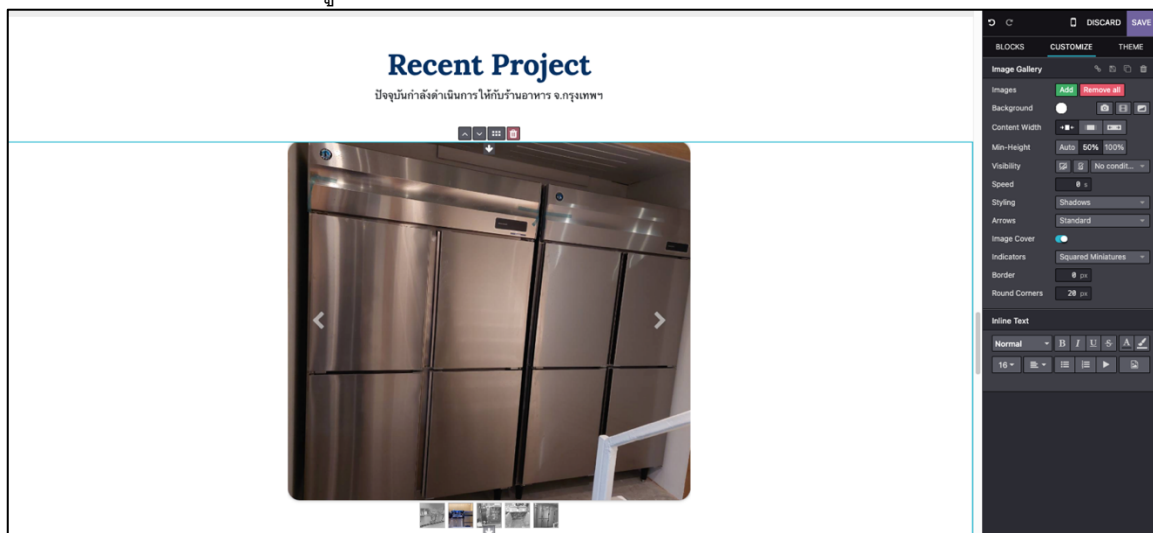 DISCARD SAVE
BLOCKS CUSTOMIZE THEME
Recent Project
ปัจจุบันกำลังดำเนินการให้กับร้านอาหาร จ.กรุงเทพฯ
Image Gallery
Images Add Remove all
Background
Content Width
Min-Height Auto 50% 100%
Visibility No condit...
Speed 0 s
Styling Shadows
Arrows Standard
Image Cover
Indicators Squared Miniatures
Border 0 px
Round Corners 20 px
Inline Text
Normal B I U S A
16